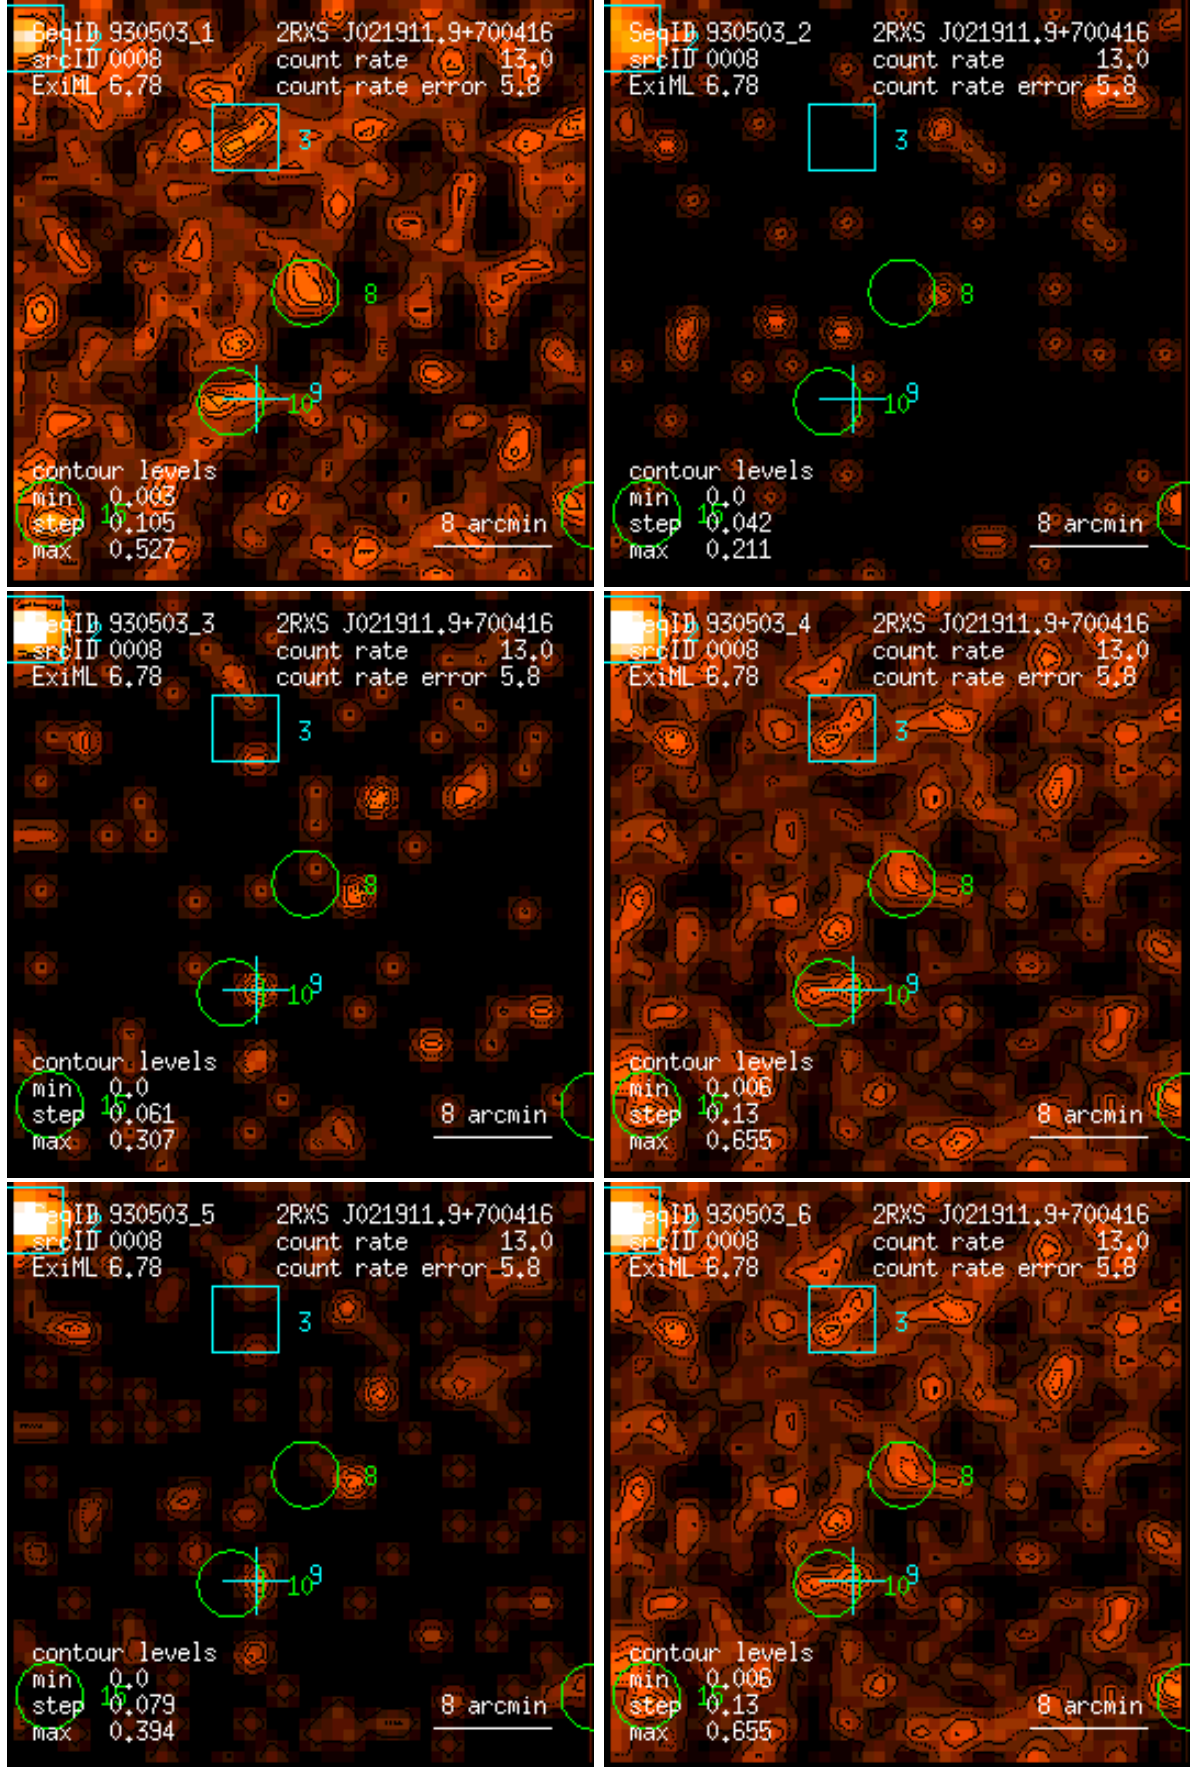 SeqID 930503_1 2RXS J021911.9+700416
srcID 0008 count rate 13.0
ExiML 6.78 count rate error 5.8
3
8
9
10
contour levels
min 0.003
step 0.105
max 0.527
8 arcmin
SeqID 930503_2 2RXS J021911.9+700416
srcID 0008 count rate 13.0
ExiML 6.78 count rate error 5.8
3
8
9
10
contour levels
min 0.0
step 0.042
max 0.211
8 arcmin
SeqID 930503_3 2RXS J021911.9+700416
srcID 0008 count rate 13.0
ExiML 6.78 count rate error 5.8
3
8
9
10
contour levels
min 0.0
step 0.061
max 0.307
8 arcmin
SeqID 930503_4 2RXS J021911.9+700416
srcID 0008 count rate 13.0
ExiML 6.78 count rate error 5.8
3
8
9
10
contour levels
min 0.006
step 0.13
max 0.655
8 arcmin
SeqID 930503_5 2RXS J021911.9+700416
srcID 0008 count rate 13.0
ExiML 6.78 count rate error 5.8
3
8
9
10
contour levels
min 0.0
step 0.079
max 0.394
8 arcmin
SeqID 930503_6 2RXS J021911.9+700416
srcID 0008 count rate 13.0
ExiML 6.78 count rate error 5.8
3
8
9
10
contour levels
min 0.006
step 0.13
max 0.655
8 arcmin